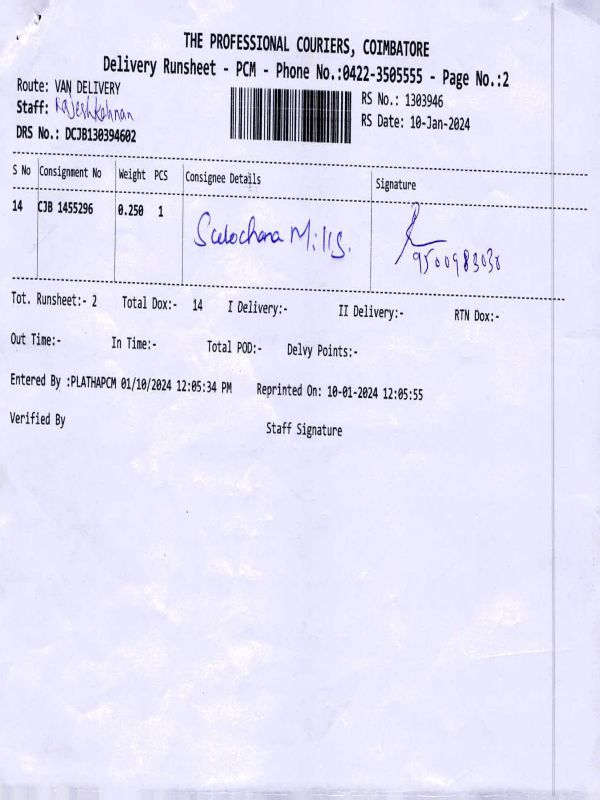 THE PROFESSIONAL COURIERS, COIMBATORE
Delivery Runsheet - PCM - Phone No.:0422-3505555 - Page No.:2
Route: VAN DELIVERY
Staff: Rajeshkahnan
DRS No.: DCJB130394602
RS No.: 1303946
RS Date: 10-Jan-2024
S No Consignment No Weight PCS Consignee Details Signature
14 CJB 1455296 0.250 1 Sulochana Mills.
9500983030
Tot. Runsheet:- 2 Total Dox:- 14 I Delivery:- II Delivery:- RTN Dox:-
Out Time:- In Time:- Total POD:- Delvy Points:-
Entered By :PLATHAPCM 01/10/2024 12:05:34 PM Reprinted On: 10-01-2024 12:05:55
Verified By Staff Signature